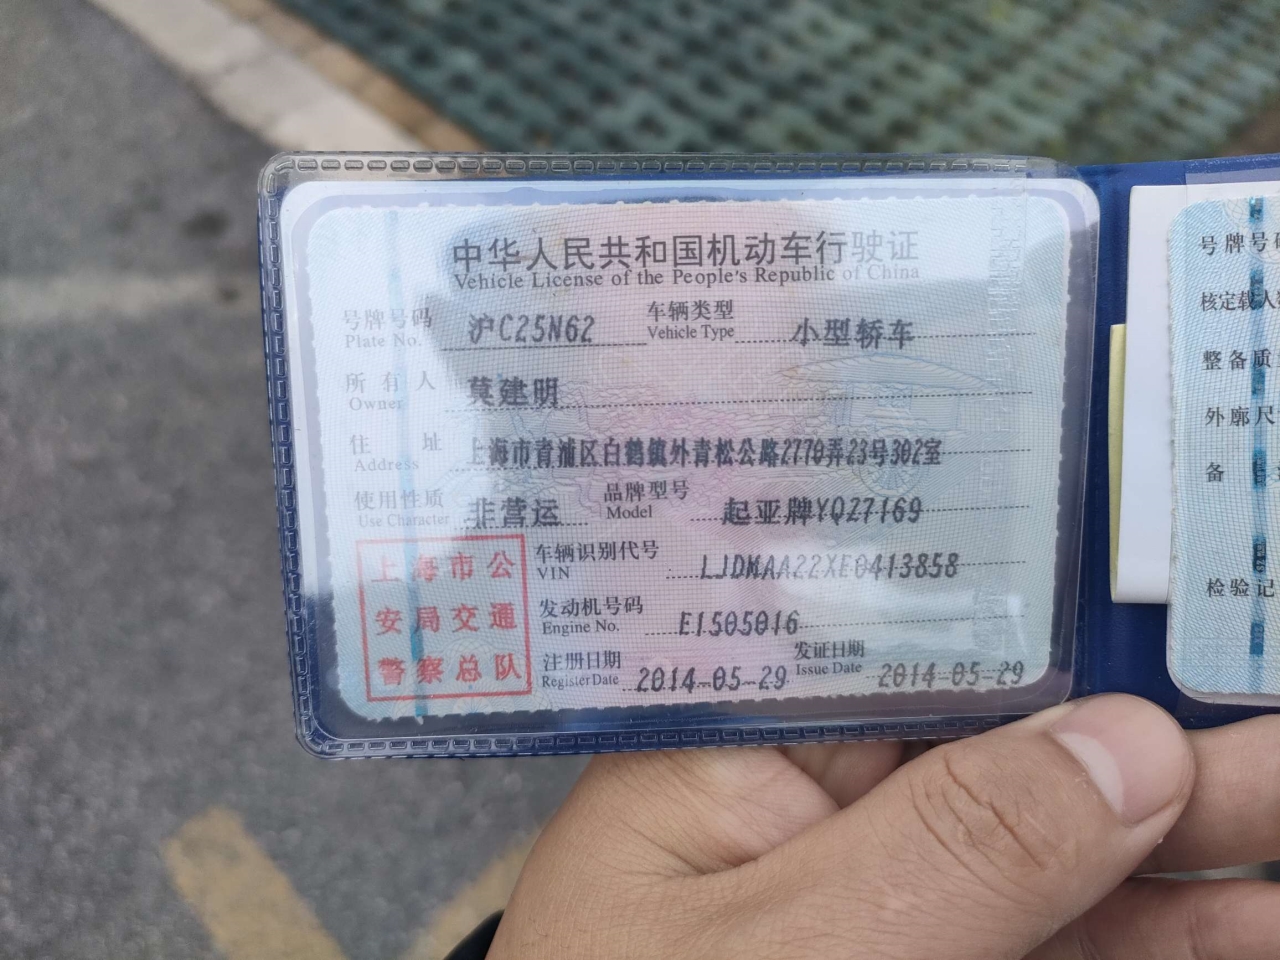 中华人民共和国机动车行驶证
Vehicle License of the People's Republic of China
号牌号码 沪C25N62 车辆类型 小型轿车
Plate No. Vehicle Type
所有人 莫建明
Owner
住址 上海市青浦区白鹤镇外青松公路2770弄23号302室
Address
使用性质 非营运 品牌型号 起亚牌YQZ7169
Use Character Model
车辆识别代号 LJDMAA22XE0413858
VIN
发动机号码 E1505016
Engine No.
注册日期 2014-05-29 发证日期 2014-05-29
Register Date Issue Date
上海市公
安局交通
警察总队
号牌号码
核定载人
整备质
外廓尺
备
检验记